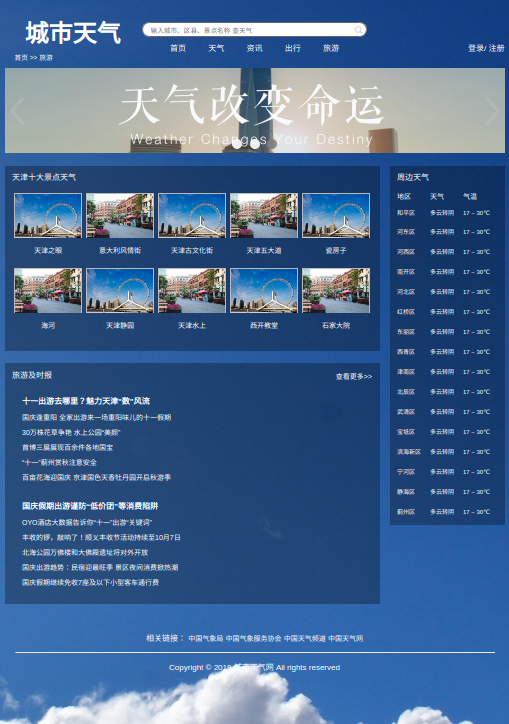 城市天气
输入城市、区县、景点名称 查天气
首页 天气 资讯 出行 旅游
登录/ 注册
首页 >> 旅游
天气改变命运
Weather Changes Your Destiny
天津十大景点天气
天津之眼 意大利风情街 天津古文化街 天津五大道 瓷房子
海河 天津静园 天津水上 西开教堂 石家大院
周边天气
地区 天气 气温
和平区 多云转阴 17 ~ 30℃
河东区 多云转阴 17 ~ 30℃
河西区 多云转阴 17 ~ 30℃
南开区 多云转阴 17 ~ 30℃
河北区 多云转阴 17 ~ 30℃
红桥区 多云转阴 17 ~ 30℃
东丽区 多云转阴 17 ~ 30℃
西青区 多云转阴 17 ~ 30℃
津南区 多云转阴 17 ~ 30℃
北辰区 多云转阴 17 ~ 30℃
武清区 多云转阴 17 ~ 30℃
宝坻区 多云转阴 17 ~ 30℃
滨海新区 多云转阴 17 ~ 30℃
宁河区 多云转阴 17 ~ 30℃
静海区 多云转阴 17 ~ 30℃
蓟州区 多云转阴 17 ~ 30℃
旅游及时报
查看更多>>
十一出游去哪里？魅力天津"数"风流
国庆逢重阳 全家出游来一场重阳味儿的十一假期
30万株花草争艳 水上公园"美颜"
首博三展展现百余件各地国宝
"十一"蓟州赏秋注意安全
百亩花海迎国庆 京津国色天香牡丹园开启秋游季
国庆假期出游谨防"低价团"等消费陷阱
OYO酒店大数据告诉你"十一"出游"关键词"
丰收的锣，敲响了！顺义丰收节活动持续至10月7日
北海公园万佛楼和大佛殿遗址将对外开放
国庆出游趋势：民宿迎最旺季 景区夜间消费掀热潮
国庆假期继续免收7座及以下小型客车通行费
相关链接： 中国气象局 中国气象服务协会 中国天气频道 中国天气网
Copyright © 2019 城市天气网 All rights reserved